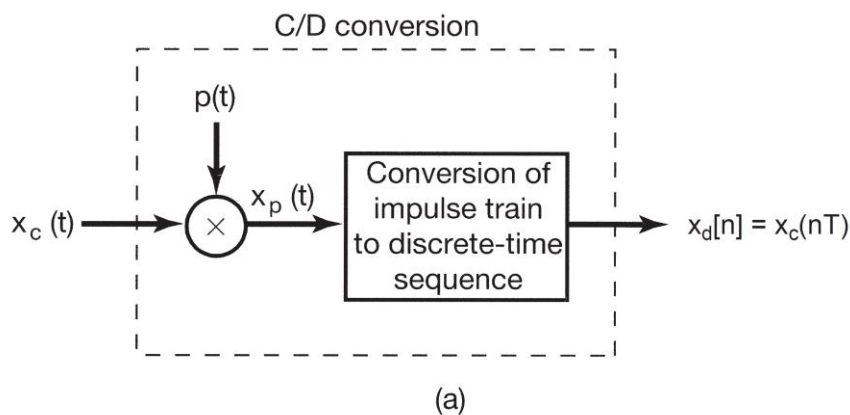 C/D conversion
p(t)
x_c (t)
×
x_p (t)
Conversion of
impulse train
to discrete-time
sequence
x_d[n] = x_c(nT)
(a)